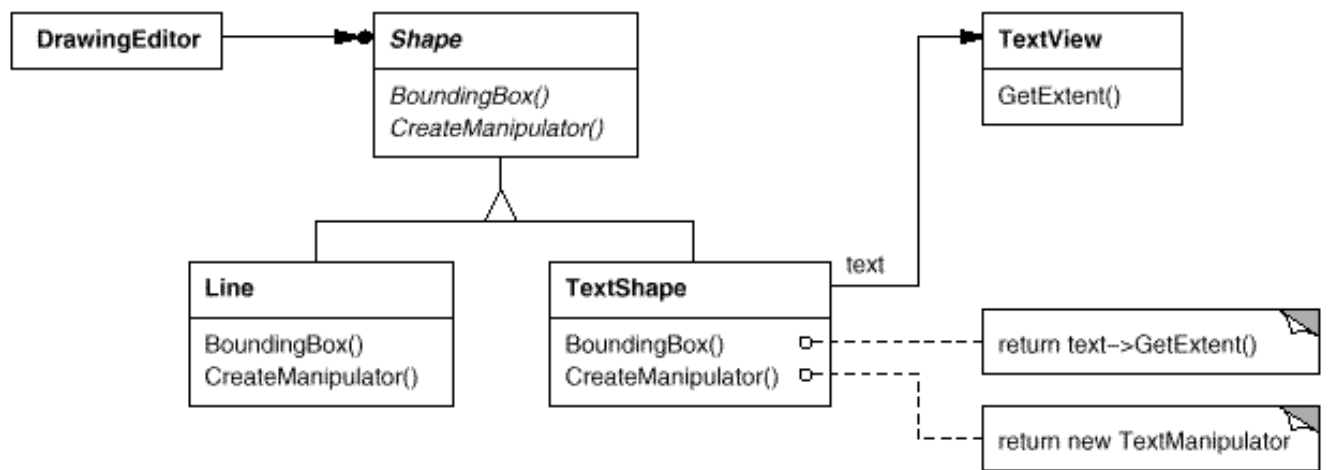 DrawingEditor
Shape
BoundingBox()
CreateManipulator()
TextView
GetExtent()
Line
BoundingBox()
CreateManipulator()
TextShape
BoundingBox()
CreateManipulator()
text
return text–>GetExtent()
return new TextManipulator